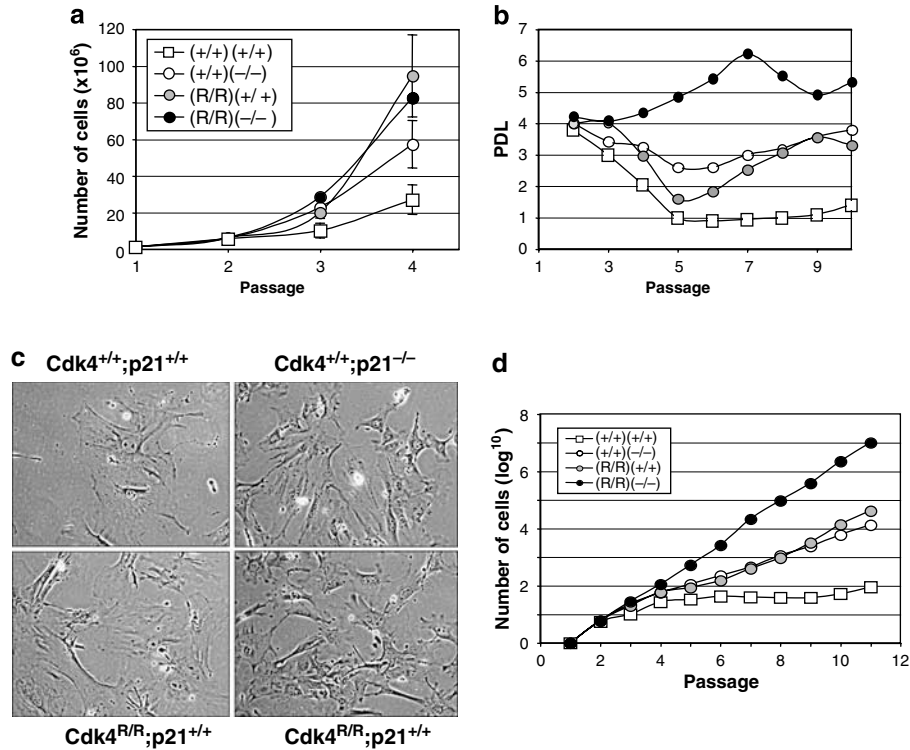 a
Number of cells (x10⁶)
120
100
80
60
40
20
0
(+/+) (+/+)
(+/+)(−/−)
(R/R)(+/ +)
(R/R)(−/− )
1 2 3 4
Passage
b
PDL
7
6
5
4
3
2
1
0
1 3 5 7 9
Passage
c
Cdk4+/+;p21+/+
Cdk4+/+;p21−/−
Cdk4R/R;p21+/+
Cdk4R/R;p21+/+
d
Number of cells (log¹⁰)
8
6
4
2
0
(+/+)(+/+)
(+/+)(−/−)
(R/R)(+/+)
(R/R)(−/−)
0 2 4 6 8 10 12
Passage